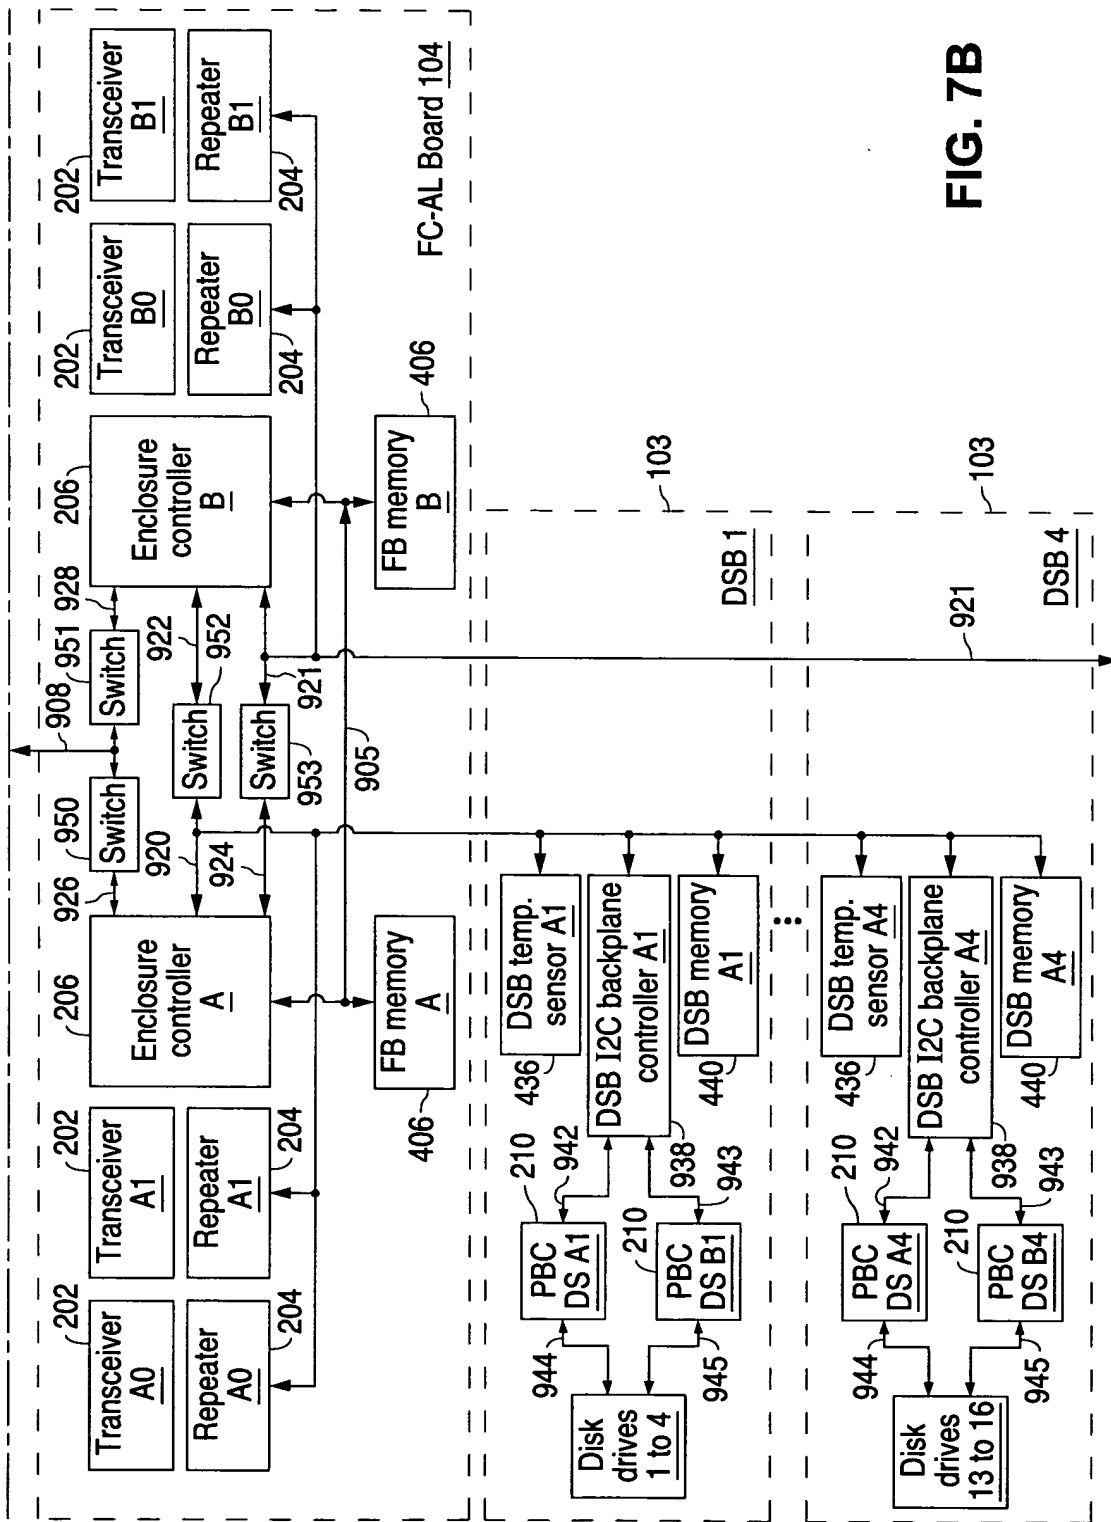 202
Transceiver
A0
204
Repeater
A0
202
Transceiver
A1
204
Repeater
A1
206
Enclosure
controller
A
926
950
Switch
908
951
Switch
928
920
922
Switch
952
924
921
Switch
953
206
Enclosure
controller
B
202
Transceiver
B0
204
Repeater
B0
202
Transceiver
B1
204
Repeater
B1
905
406
FB memory
A
FB memory
B
406
FC-AL Board 104
436
DSB temp.
sensor A1
DSB I2C backplane
controller A1
938
DSB memory
A1
440
210
PBC
DS A1
942
210
PBC
DS B1
943
944
945
Disk
drives
1 to 4
DSB 1
103
436
DSB temp.
sensor A4
DSB I2C backplane
controller A4
938
DSB memory
A4
440
210
PBC
DS A4
942
210
PBC
DS B4
943
944
945
Disk
drives
13 to 16
921
DSB 4
103
FIG. 7B